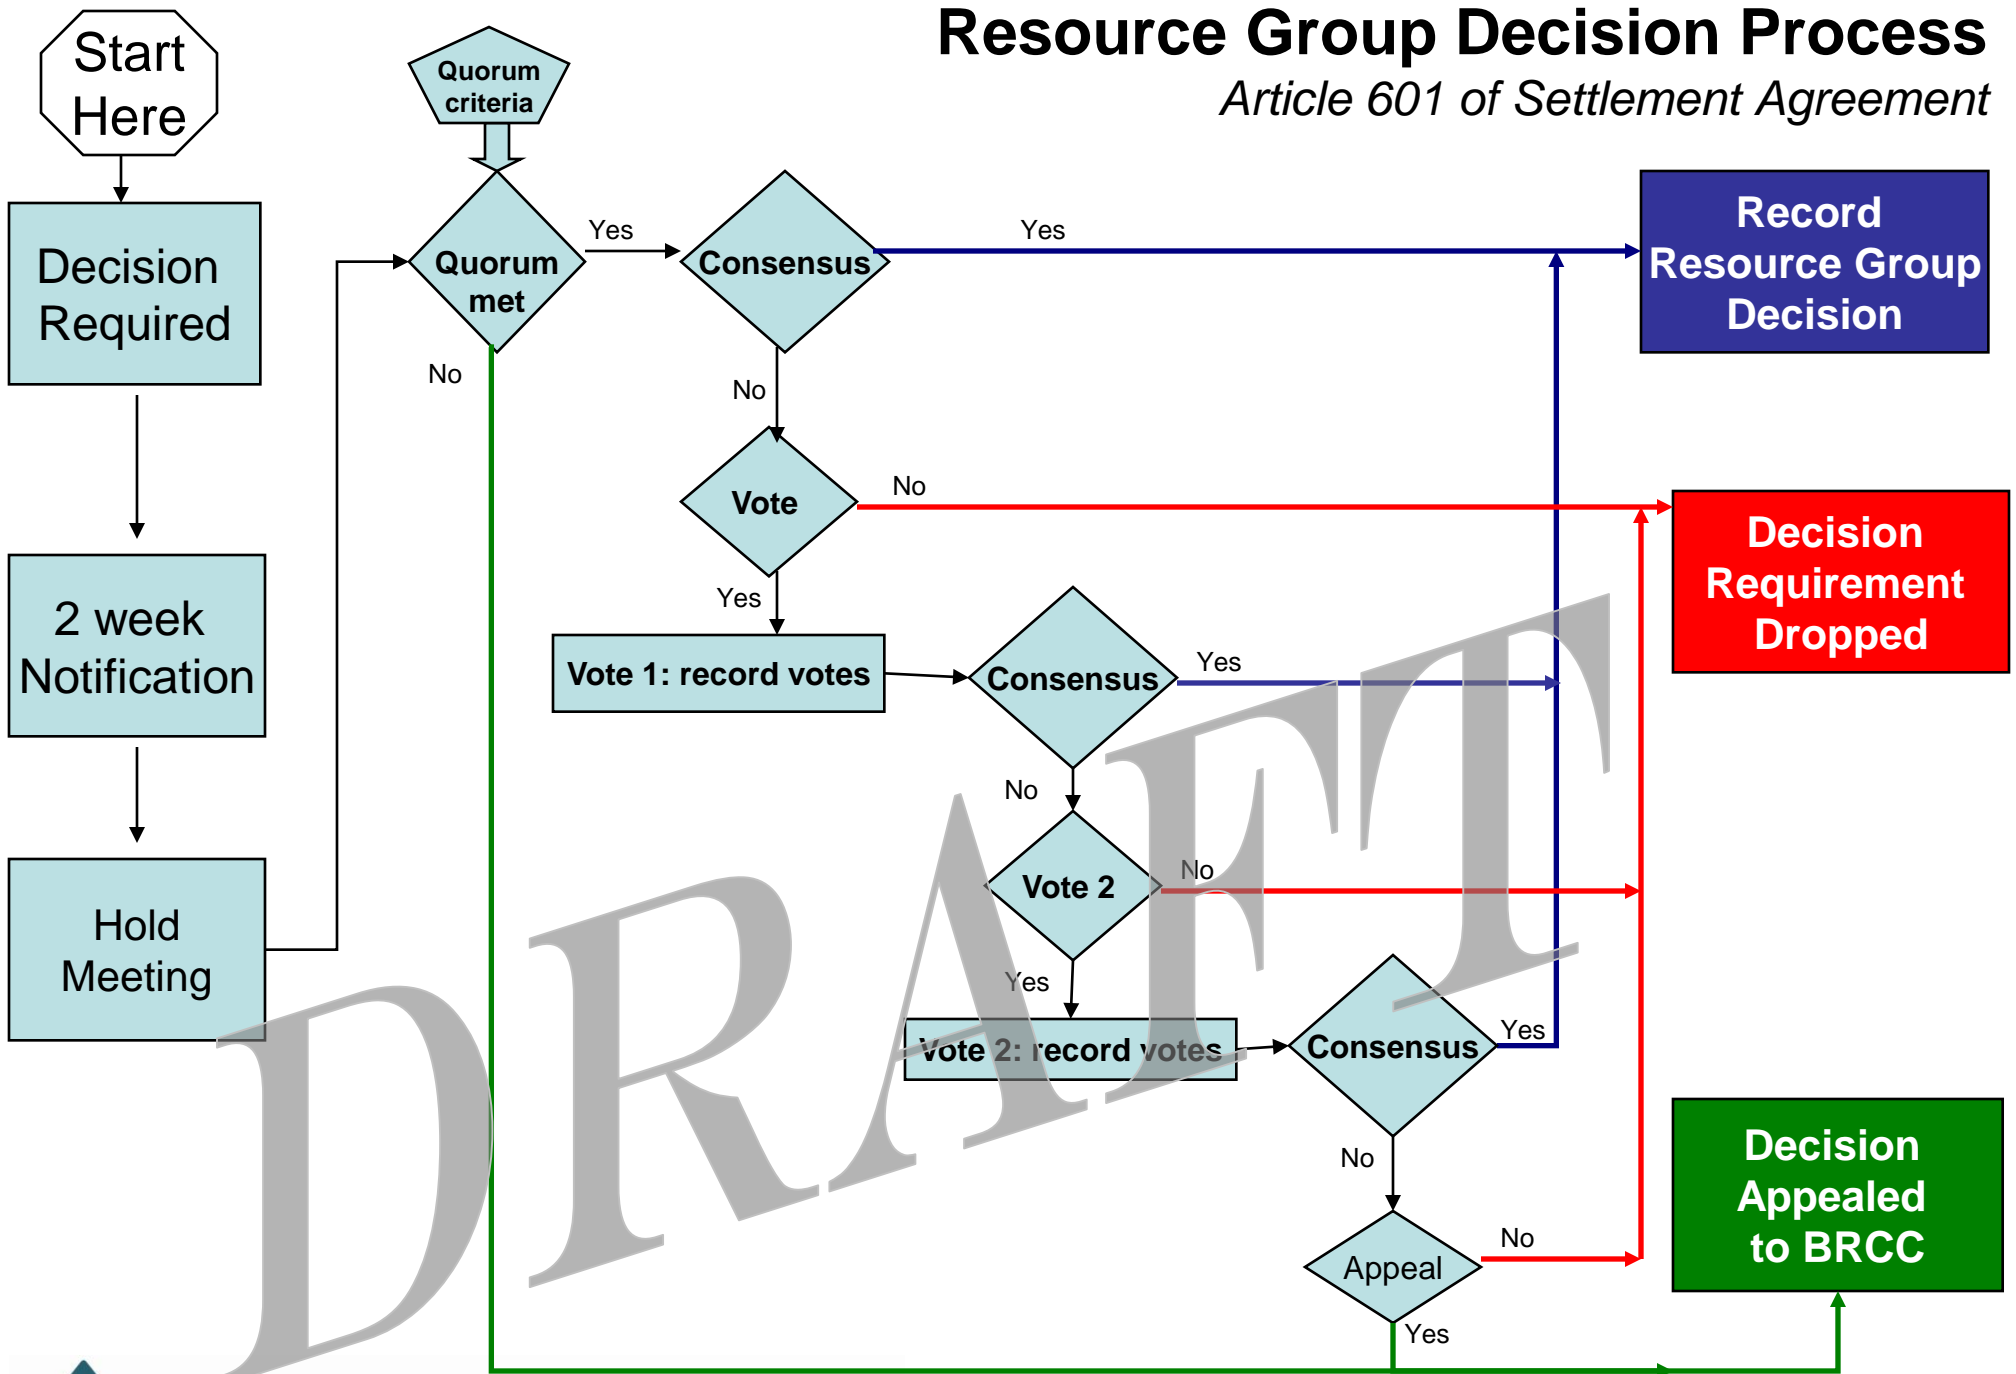 Resource Group Decision Process
Article 601 of Settlement Agreement
Start
Here
Decision
Required
2 week
Notification
Hold
Meeting
Quorum
criteria
Quorum
met
Yes
No
Consensus
Yes
No
Record
Resource Group
Decision
Vote
No
Yes
Decision
Requirement
Dropped
Vote 1: record votes
Consensus
Yes
No
Vote 2
No
Yes
Vote 2: record votes
Consensus
Yes
No
Appeal
No
Yes
Decision
Appealed
to BRCC
DRAFT